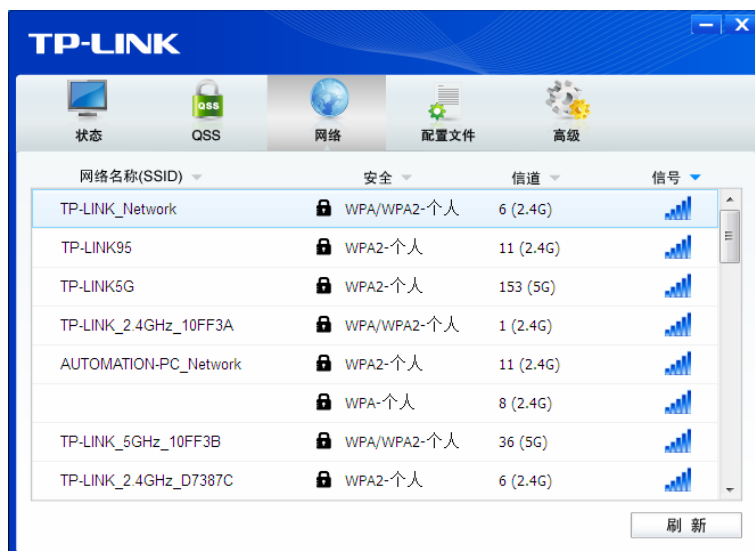 TP-LINK
QSS
状态 QSS 网络 配置文件 高级
网络名称(SSID) 安全 信道 信号
TP-LINK_Network WPA/WPA2-个人 6 (2.4G)
TP-LINK95 WPA2-个人 11 (2.4G)
TP-LINK5G WPA2-个人 153 (5G)
TP-LINK_2.4GHz_10FF3A WPA/WPA2-个人 1 (2.4G)
AUTOMATION-PC_Network WPA2-个人 11 (2.4G)
WPA-个人 8 (2.4G)
TP-LINK_5GHz_10FF3B WPA/WPA2-个人 36 (5G)
TP-LINK_2.4GHz_D7387C WPA2-个人 6 (2.4G)
刷 新